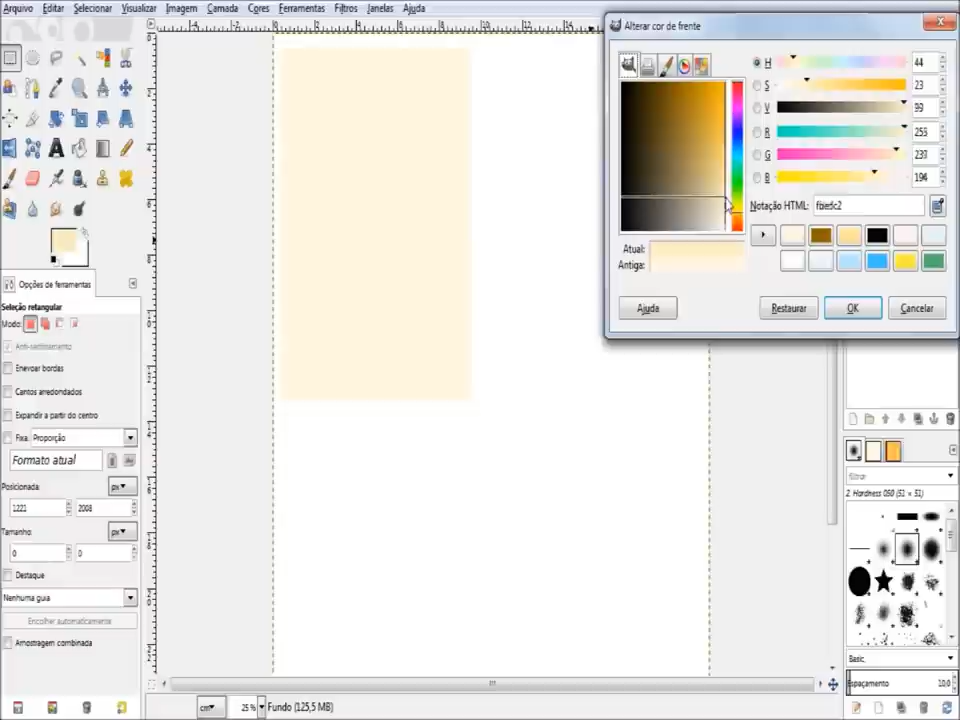 Arquivo Editar Selecionar Visualizar Imagem Camada Cores Ferramentas Filtros Janelas Ajuda
Alterar cor de frente
H 44
S 23
V 99
R 255
G 237
B 194
Notação HTML:
Atual:
Antiga:
Ajuda Restaurar OK Cancelar
Opções de ferramentas
Seleção retangular
Modo:
Anti-serrilhamento
Enevoar bordas
Cantos arredondados
Expandir a partir do centro
Fixa: Proporção
Formato atual
Posicionada: px
1221 2008
Tamanho: px
0 0
Destaque
Nenhuma guia
Encolher automaticamente
Amostragem combinada
filtrar
2. Hardness 050 (51 × 51)
Basic,
Espaçamento 10,0
cm 25 % Fundo (125,5 MB)